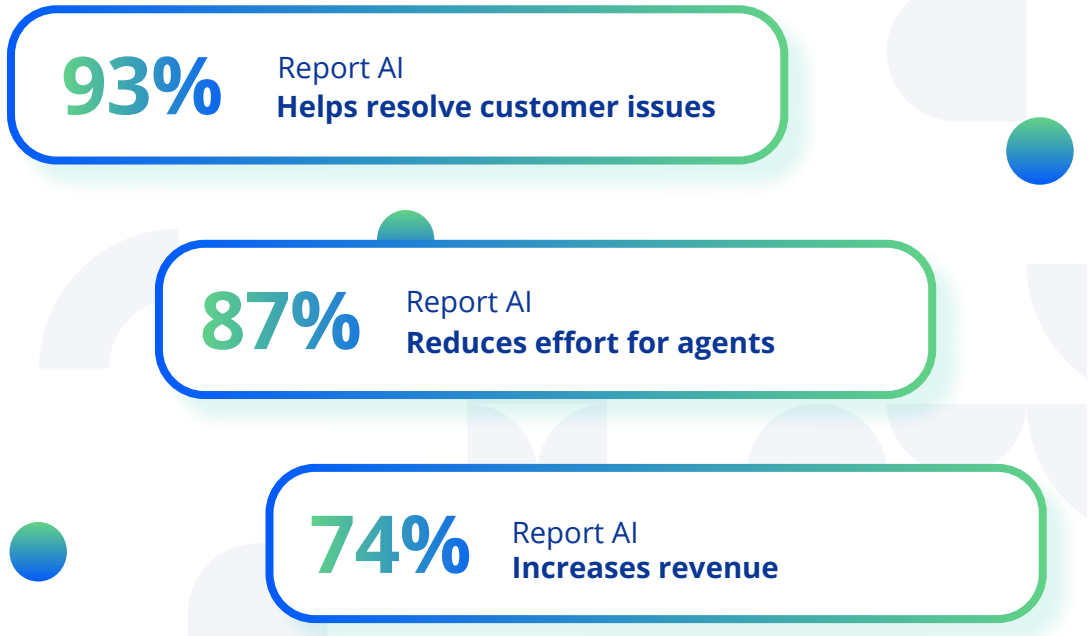 93%
Report AI
Helps resolve customer issues
87%
Report AI
Reduces effort for agents
74%
Report AI
Increases revenue